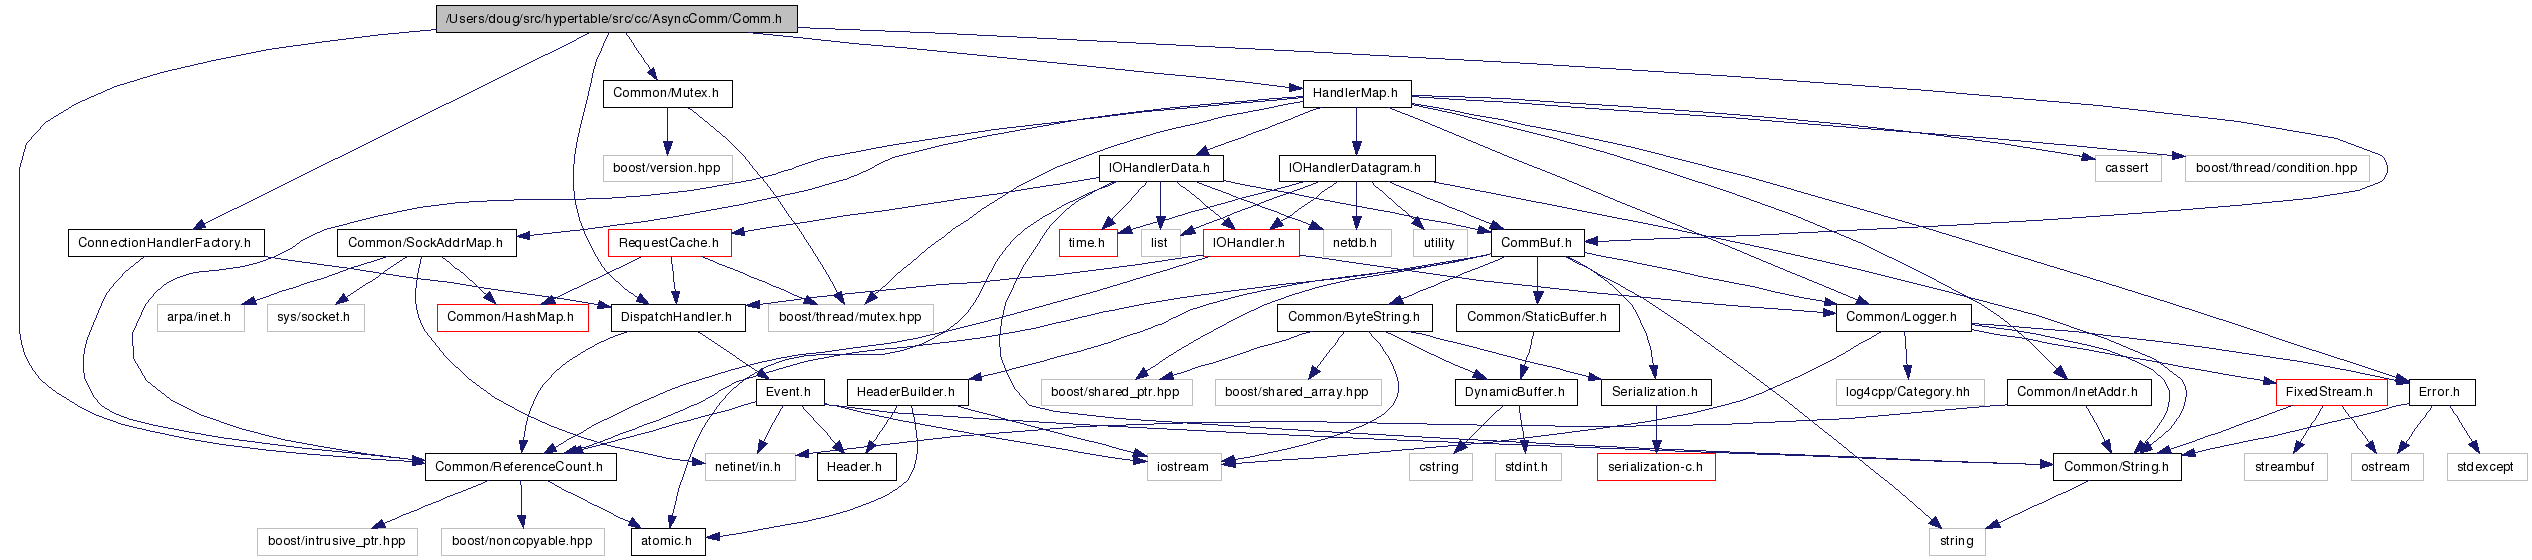 /Users/doug/src/hypertable/src/cc/AsyncComm/Comm.h
Common/Mutex.h
HandlerMap.h
boost/version.hpp
IOHandlerData.h
IOHandlerDatagram.h
cassert
boost/thread/condition.hpp
ConnectionHandlerFactory.h
Common/SockAddrMap.h
RequestCache.h
time.h
list
IOHandler.h
netdb.h
utility
CommBuf.h
arpa/inet.h
sys/socket.h
Common/HashMap.h
DispatchHandler.h
boost/thread/mutex.hpp
Common/ByteString.h
Common/StaticBuffer.h
Common/Logger.h
Event.h
HeaderBuilder.h
boost/shared_ptr.hpp
boost/shared_array.hpp
DynamicBuffer.h
Serialization.h
log4cpp/Category.hh
Common/InetAddr.h
FixedStream.h
Error.h
Common/ReferenceCount.h
netinet/in.h
Header.h
iostream
cstring
stdint.h
serialization-c.h
Common/String.h
streambuf
ostream
stdexcept
boost/intrusive_ptr.hpp
boost/noncopyable.hpp
atomic.h
string